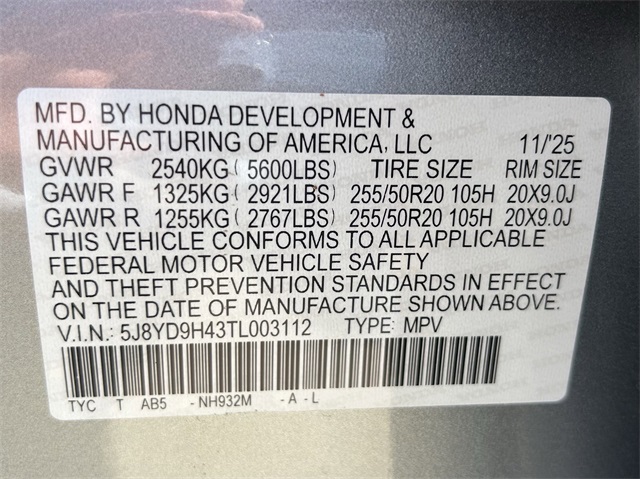 MFD. BY HONDA DEVELOPMENT &
MANUFACTURING OF AMERICA, LLC 11/'25
GVWR 2540KG( 5600LBS) TIRE SIZE RIM SIZE
GAWR F 1325KG( 2921LBS) 255/50R20 105H 20X9.0J
GAWR R 1255KG( 2767LBS) 255/50R20 105H 20X9.0J
THIS VEHICLE CONFORMS TO ALL APPLICABLE
FEDERAL MOTOR VEHICLE SAFETY
AND THEFT PREVENTION STANDARDS IN EFFECT
ON THE DATE OF MANUFACTURE SHOWN ABOVE.
V.I.N.: 5J8YD9H43TL003112 TYPE: MPV
TYC T AB5 -NH932M -A-L